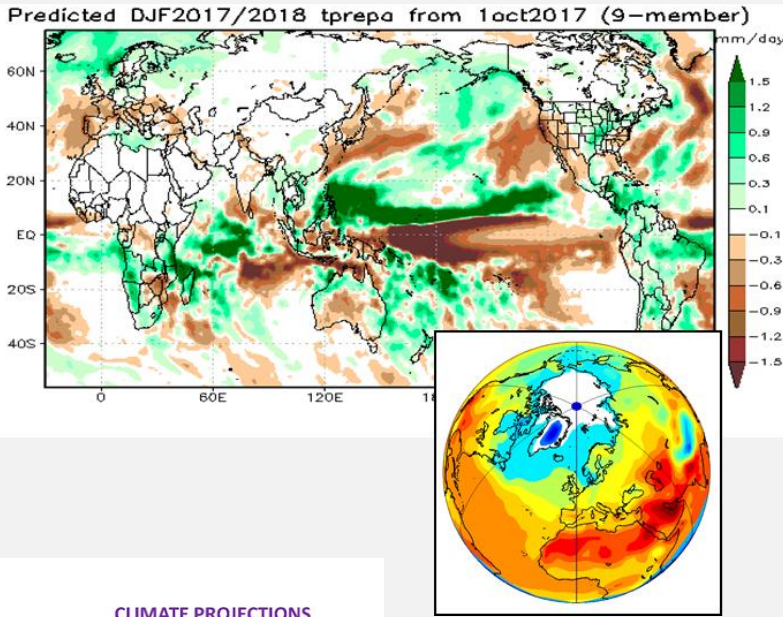 Predicted DJF2017/2018 tprepa from 1oct2017 (9-member)
mm/day
60N
40N
20N
EQ
20S
40S
0
60E
120E
1.5
1.2
0.9
0.6
0.3
0.1
-0.1
-0.3
-0.6
-0.9
-1.2
-1.5
CLIMATE PROJECTIONS